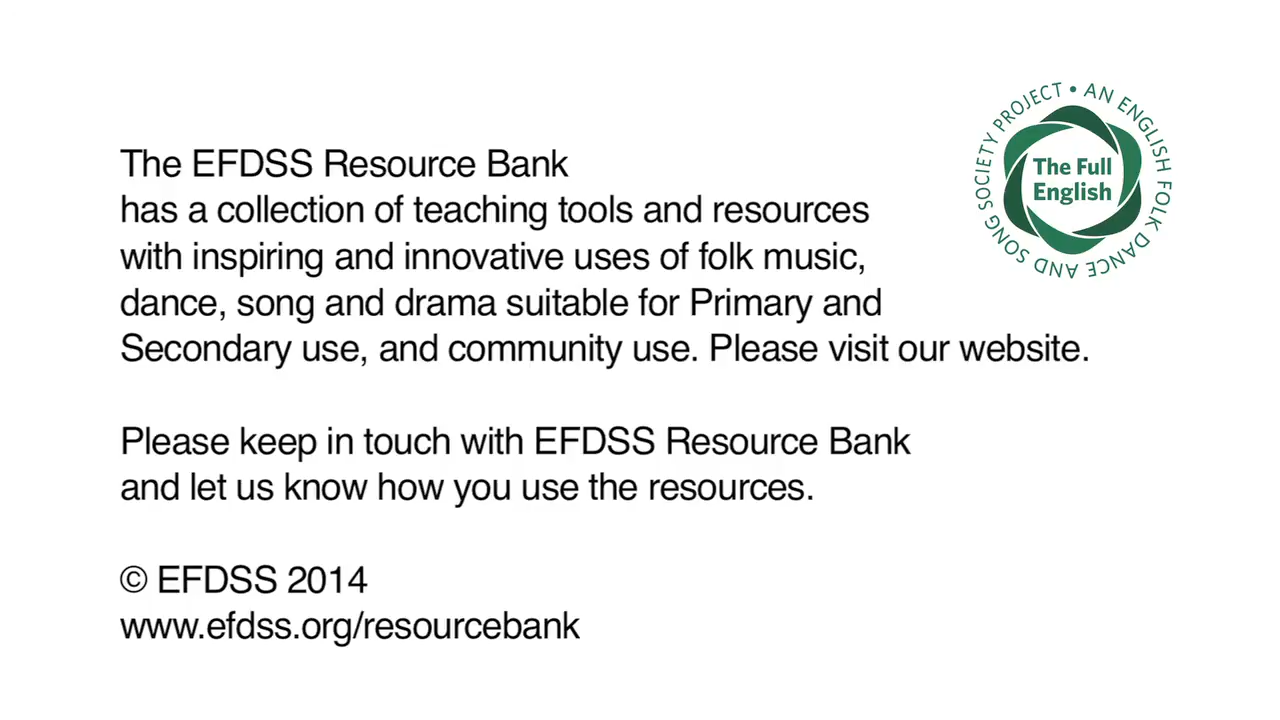 The EFDSS Resource Bank
has a collection of teaching tools and resources
with inspiring and innovative uses of folk music,
dance, song and drama suitable for Primary and
Secondary use, and community use. Please visit our website.
Please keep in touch with EFDSS Resource Bank
and let us know how you use the resources.
© EFDSS 2014
www.efdss.org/resourcebank
The Full
English
AN ENGLISH FOLK DANCE AND SONG SOCIETY PROJECT •